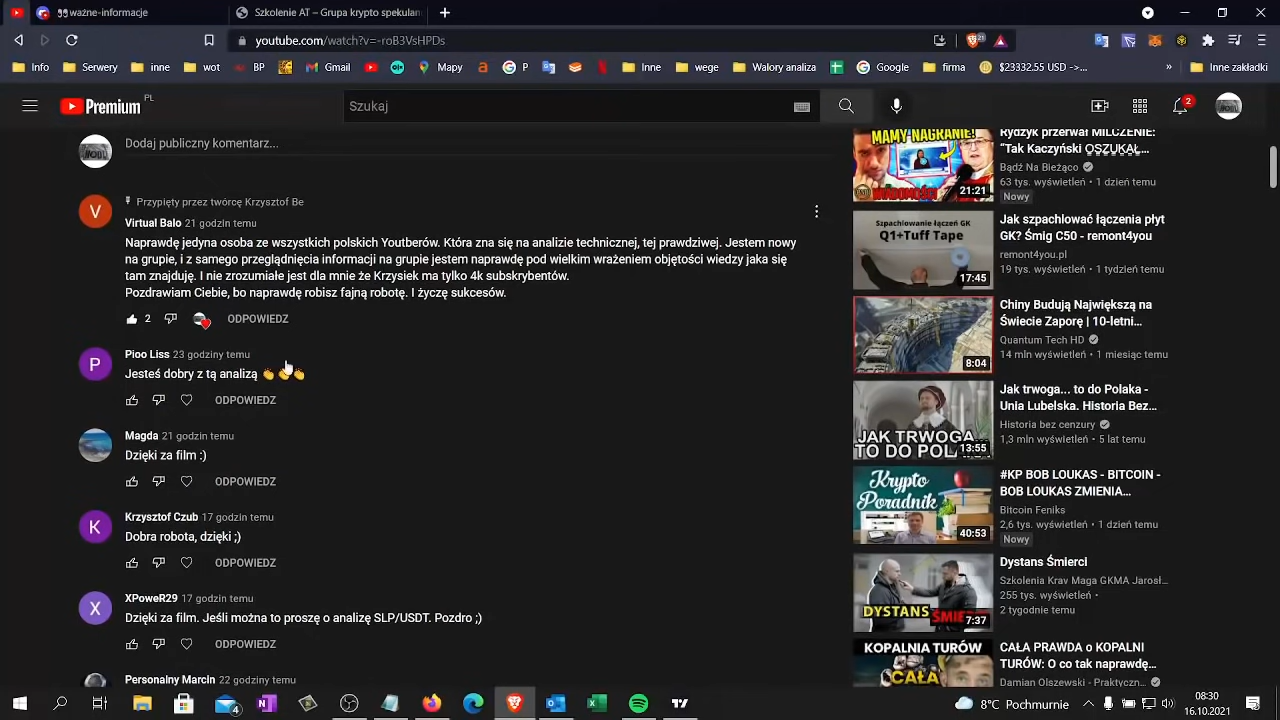 ważne-informacje
Szkolenie AT – Grupa krypto spekulan
youtube.com/watch?v=-roB3VsHPDs
21
Info
Serwery
inne
wot
BP
Gmail
Mapy
G P
Inne
wege
Walory analiza
Google
firma
$23332.55 USD ->...
»
Inne zakładki
Premium PL
Szukaj
2
Dodaj publiczny komentarz...
Przypięty przez twórcę Krzysztof Be
Virtual Balo 21 godzin temu
Naprawdę jedyna osoba ze wszystkich polskich YouTuberów. Który zna się na analizie technicznej, tej prawdziwej. Jestem nowy
na grupie, i z samego przeglądnięcia informacji na grupie jestem naprawdę pod wielkim wrażeniem objętości wiedzy jaka się
tam znajduję. I nie zrozumiałe jest dla mnie że Krzysiek ma tylko 4k subskrybentów.
Pozdrawiam Ciebie, bo naprawdę robisz fajną robotę. I życzę sukcesów.
2
ODPOWIEDZ
P
Pioo Liss 23 godziny temu
Jesteś dobry z tą analizą 👏👏👏
ODPOWIEDZ
Magda 21 godzin temu
Dzięki za film :)
ODPOWIEDZ
K
Krzysztof Czub 17 godzin temu
Dobra robota, dzięki ;)
ODPOWIEDZ
X
XPoweR29 17 godzin temu
Dzięki za film. Jeśli można to proszę o analizę SLP/USDT. Pozdro ;)
ODPOWIEDZ
Personalny Marcin 22 godziny temu
MAMY NAGRANIE!
21:21
Rydzyk przerwał MILCZENIE:
"Tak Kaczyński OSZUKAŁ...
Bądź Na Bieżąco
63 tys. wyświetleń • 1 dzień temu
Nowy
Szpachlowanie łączeń GK
Q1+Tuff Tape
17:45
Jak szpachlować łączenia płyt
GK? Śmig C50 - remont4you
remont4you.pl
19 tys. wyświetleń • 1 tydzień temu
8:04
Chiny Budują Największą na
Świecie Zaporę | 10-letni...
Quantum Tech HD
14 mln wyświetleń • 1 miesiąc temu
JAK TRWOGA...
TO DO POLA
13:55
Jak trwoga... to do Polaka -
Unia Lubelska. Historia Bez...
Historia bez cenzury
1,3 mln wyświetleń • 5 lat temu
Krypto
Poradnik
40:53
#KP BOB LOUKAS - BITCOIN -
BOB LOUKAS ZMIENIA...
Bitcoin Feniks
2,6 tys. wyświetleń • 1 dzień temu
Nowy
DYSTANS
ŚMIE
7:37
Dystans Śmierci
Szkolenia Krav Maga GKMA Jarosł...
255 tys. wyświetleń •
2 tygodnie temu
KOPALNIA TURÓW
CAŁA
CAŁA PRAWDA o KOPALNI
TURÓW: O co tak naprawdę...
Damian Olszewski - Praktyczn...
8°C Pochmurnie
08:30
16.10.2021